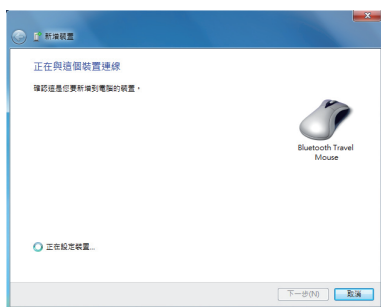 新增裝置
正在與這個裝置連線
確認這是您要新增到電腦的裝置。
Bluetooth Travel
Mouse
正在設定裝置...
下一步(N)
取消